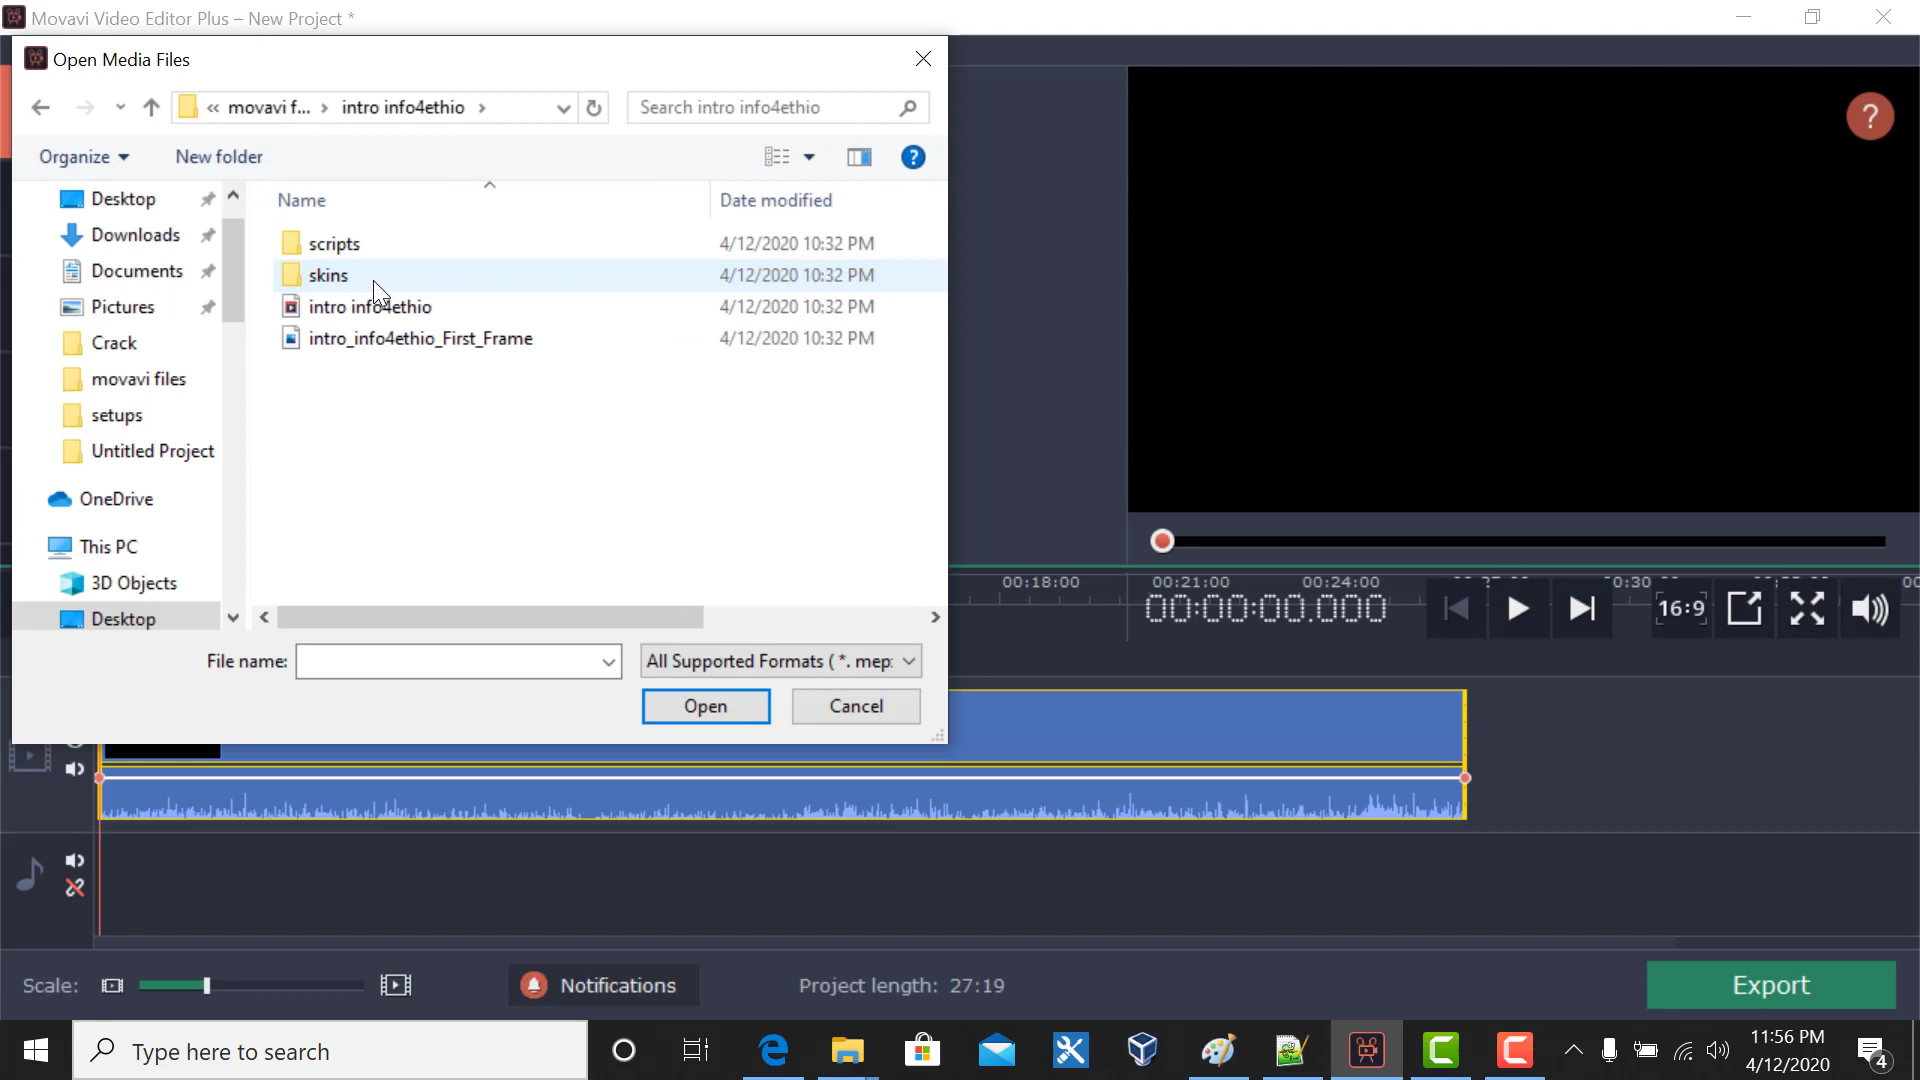 Movavi Video Editor Plus – New Project *
Open Media Files
« movavi f... › intro info4ethio ›
Search intro info4ethio
Organize
New folder
Name
Date modified
Desktop
Downloads
Documents
Pictures
Crack
movavi files
setups
Untitled Project
OneDrive
This PC
3D Objects
Desktop
scripts 4/12/2020 10:32 PM
skins 4/12/2020 10:32 PM
intro info4ethio 4/12/2020 10:32 PM
intro_info4ethio_First_Frame 4/12/2020 10:32 PM
File name:
All Supported Formats ( *. mep:
Open
Cancel
?
00:18:00 00:21:00 00:24:00 0:30
00:00:00.000
16:9
Scale:
Notifications
Project length: 27:19
Export
Type here to search
11:56 PM
4/12/2020
4